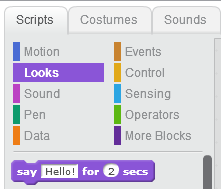 Scripts Costumes Sounds
Motion Events
Looks Control
Sound Sensing
Pen Operators
Data More Blocks
say Hello! for 2 secs